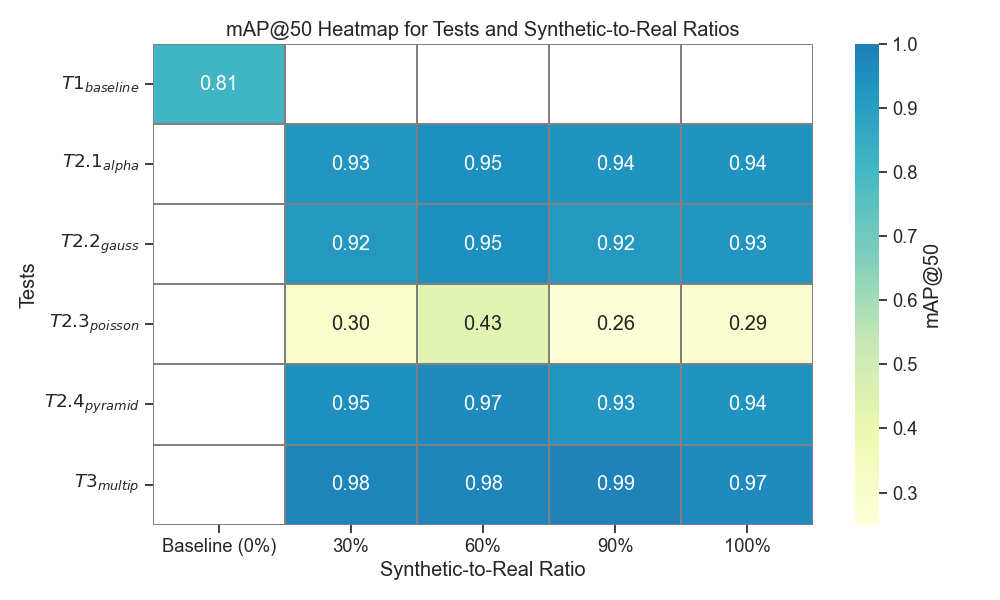 mAP@50 Heatmap for Tests and Synthetic-to-Real Ratios
Tests
T1baseline 0.81
T2.1alpha 0.93 0.95 0.94 0.94
T2.2gauss 0.92 0.95 0.92 0.93
T2.3poisson 0.30 0.43 0.26 0.29
T2.4pyramid 0.95 0.97 0.93 0.94
T3multip 0.98 0.98 0.99 0.97
Baseline (0%) 30% 60% 90% 100%
Synthetic-to-Real Ratio
1.0
0.9
0.8
0.7
0.6
0.5
0.4
0.3
mAP@50